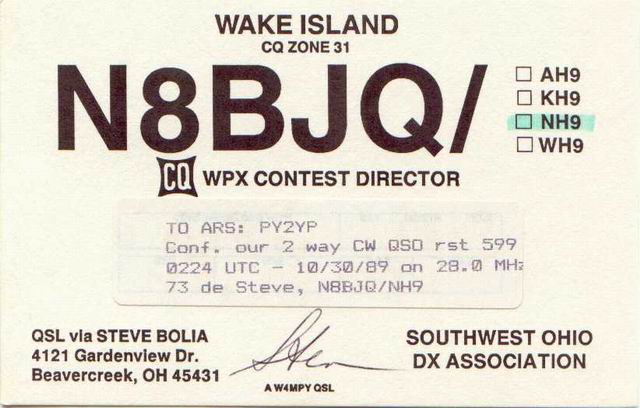 WAKE ISLAND
CQ ZONE 31
N8BJQ/
☐ AH9
☐ KH9
☐ NH9
☐ WH9
CQ WPX CONTEST DIRECTOR
TO ARS: PY2YP
Conf. our 2 way CW QSO rst 599
0224 UTC - 10/30/89 on 28.0 MHz
73 de Steve, N8BJQ/NH9
QSL via STEVE BOLIA
4121 Gardenview Dr.
Beavercreek, OH 45431
Steve
A W4MPY QSL
SOUTHWEST OHIO
DX ASSOCIATION